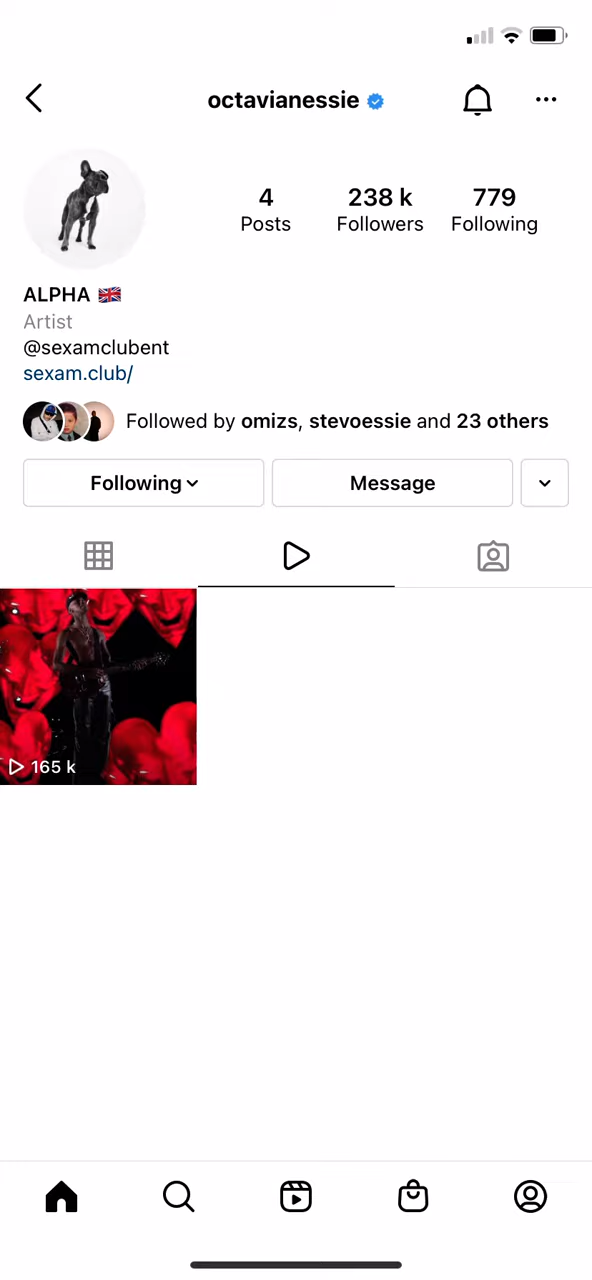 octavianessie
4 238 k 779
Posts Followers Following
ALPHA 🇬🇧
Artist
@sexamclubent
sexam.club/
Followed by omizs, stevoessie and 23 others
Following Message
165 k